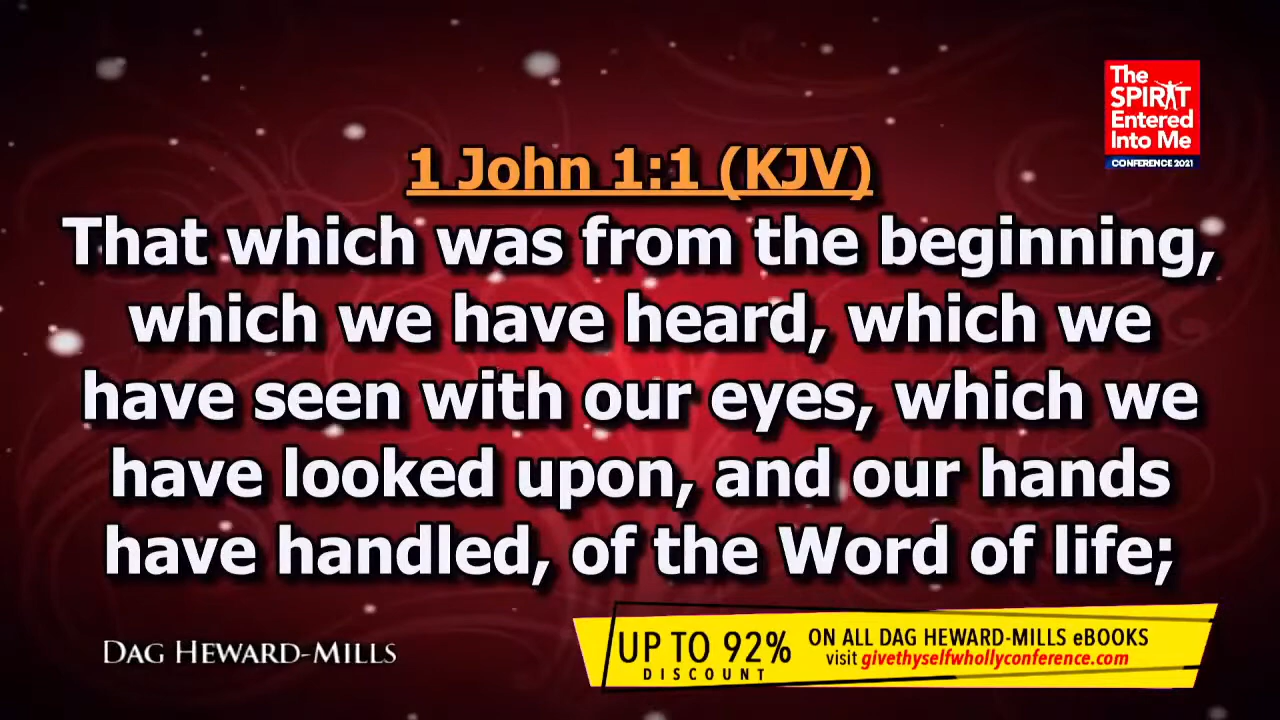 The
SPIRIT
Entered
Into Me
CONFERENCE 2021
1 John 1:1 (KJV)
That which was from the beginning,
which we have heard, which we
have seen with our eyes, which we
have looked upon, and our hands
have handled, of the Word of life;
DAG HEWARD-MILLS
UP TO 92%
DISCOUNT
ON ALL DAG HEWARD-MILLS eBOOKS
visit givethyselfwhollyconference.com